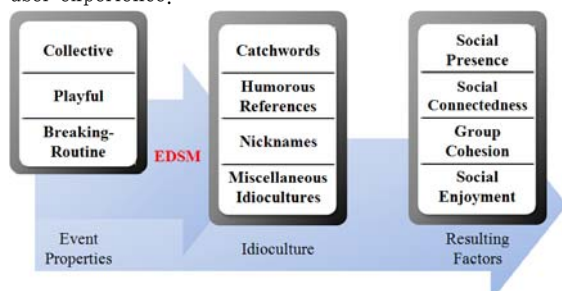 user experience.
Collective
Playful
Breaking-
Routine
EDSM
Event
Properties
Catchwords
Humorous
References
Nicknames
Miscellaneous
Idiocultures
Idioculture
Social
Presence
Social
Connectedness
Group
Cohesion
Social
Enjoyment
Resulting
Factors